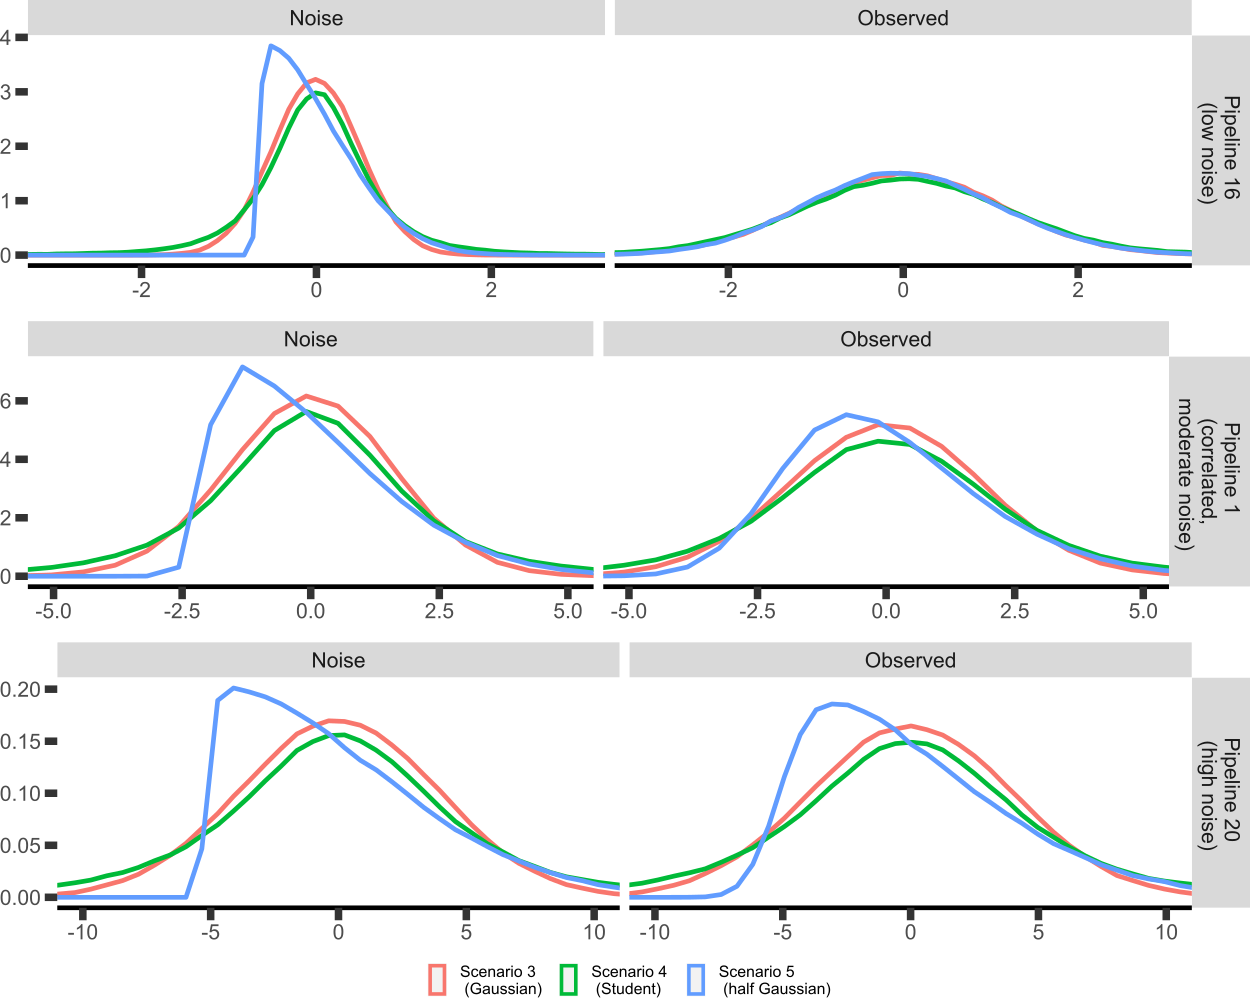 Noise
Observed
4
3
2
1
0
-2
0
2
-2
0
2
Pipeline 16
(low noise)
Noise
Observed
6
4
2
0
-5.0
-2.5
0.0
2.5
5.0
-5.0
-2.5
0.0
2.5
5.0
Pipeline 1
(correlated,
moderate noise)
Noise
Observed
0.20
0.15
0.10
0.05
0.00
-10
-5
0
5
10
-10
-5
0
5
10
Pipeline 20
(high noise)
Scenario 3
(Gaussian)
Scenario 4
(Student)
Scenario 5
(half Gaussian)